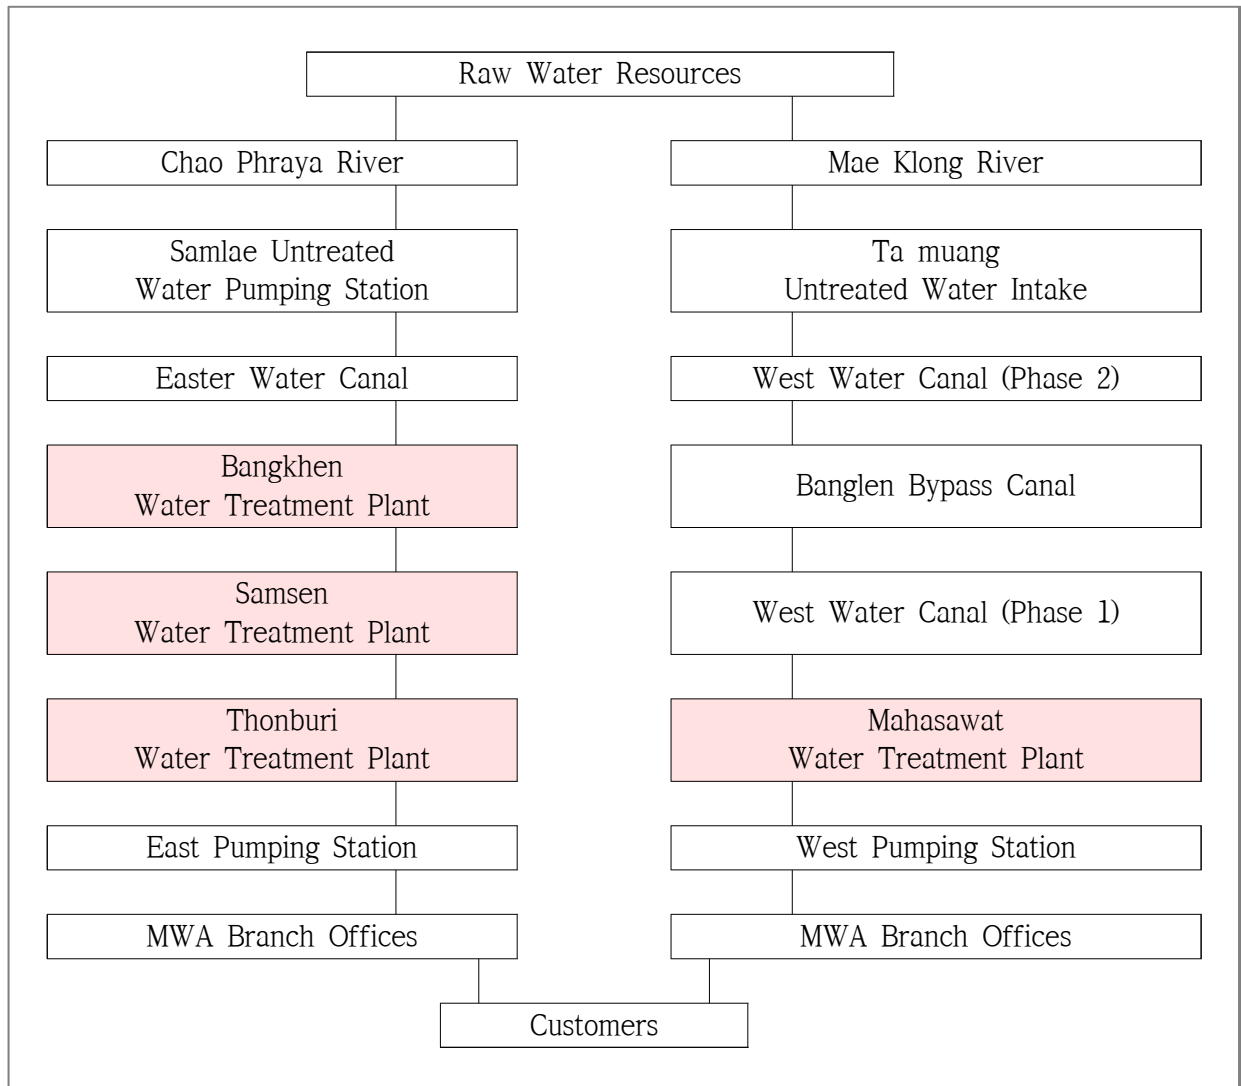 Raw Water Resources
Chao Phraya River
Mae Klong River
Samlae Untreated
Water Pumping Station
Ta muang
Untreated Water Intake
Easter Water Canal
West Water Canal (Phase 2)
Bangkhen
Water Treatment Plant
Banglen Bypass Canal
Samsen
Water Treatment Plant
West Water Canal (Phase 1)
Thonburi
Water Treatment Plant
Mahasawat
Water Treatment Plant
East Pumping Station
West Pumping Station
MWA Branch Offices
MWA Branch Offices
Customers